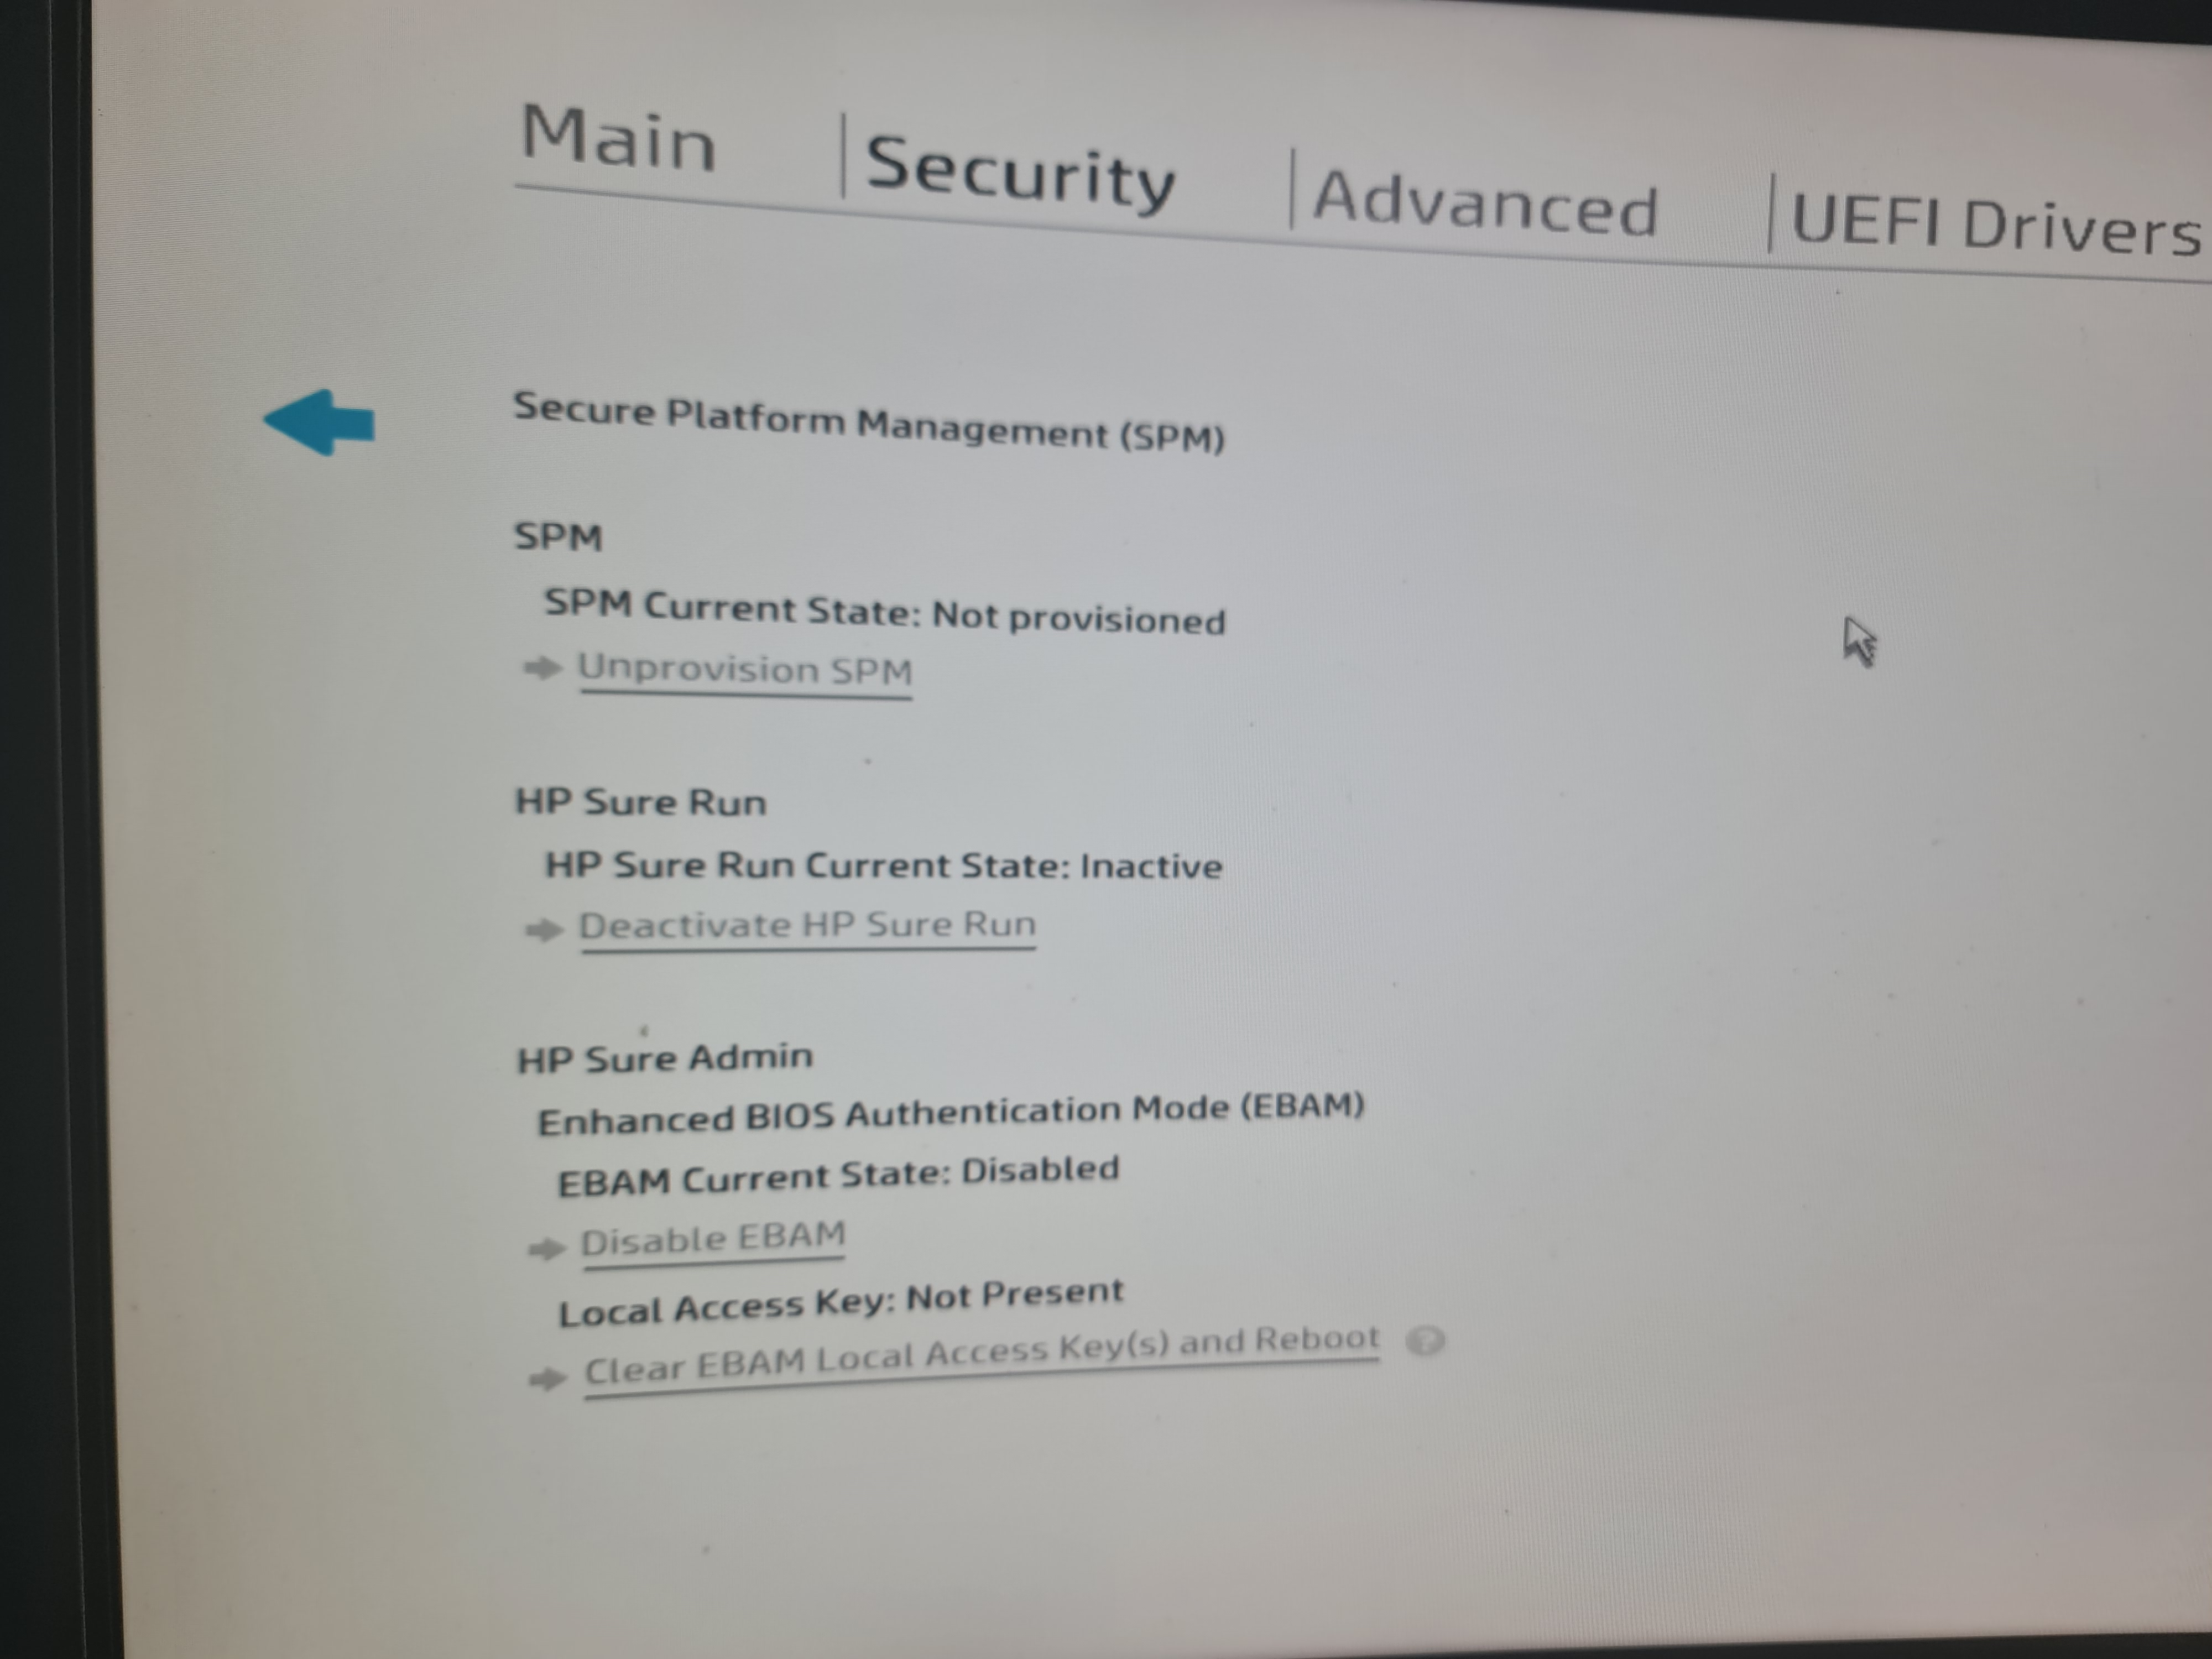 Main | Security | Advanced | UEFI Drivers
Secure Platform Management (SPM)
SPM
SPM Current State: Not provisioned
Unprovision SPM
HP Sure Run
HP Sure Run Current State: Inactive
Deactivate HP Sure Run
HP Sure Admin
Enhanced BIOS Authentication Mode (EBAM)
EBAM Current State: Disabled
Disable EBAM
Local Access Key: Not Present
Clear EBAM Local Access Key(s) and Reboot ?